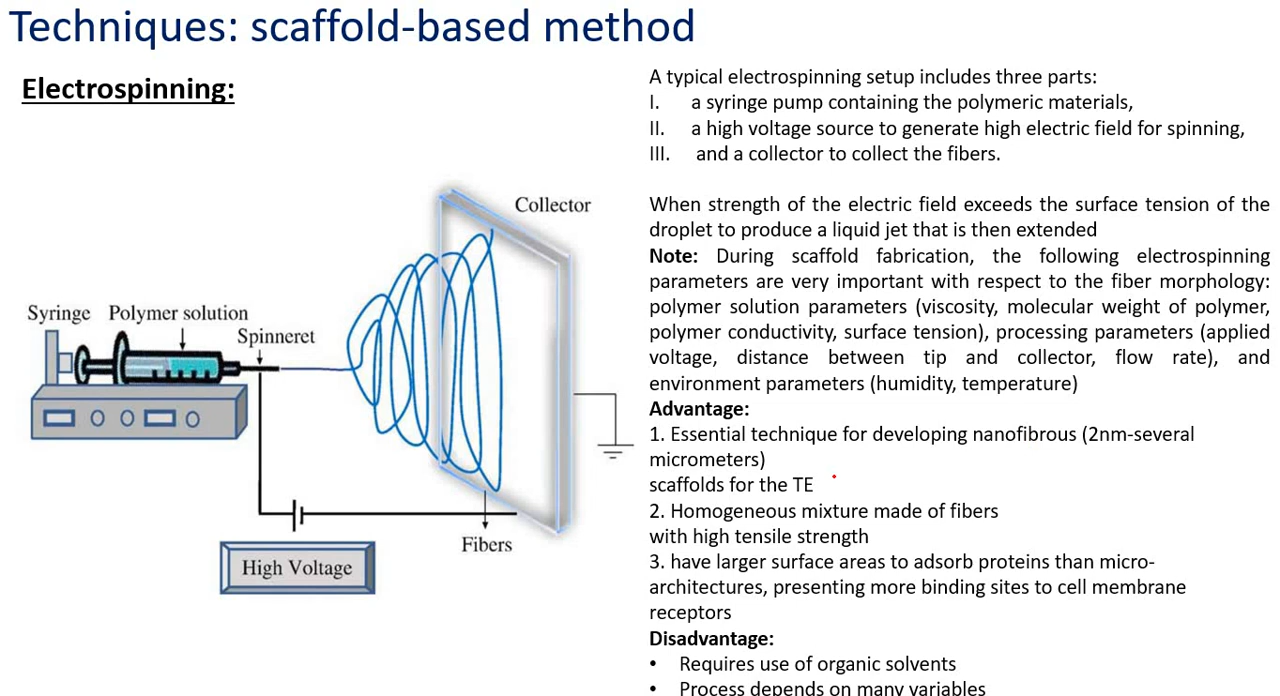 Techniques: scaffold-based method
Electrospinning:
Syringe
Polymer solution
Spinneret
Collector
Fibers
High Voltage
A typical electrospinning setup includes three parts:
I. a syringe pump containing the polymeric materials,
II. a high voltage source to generate high electric field for spinning,
III. and a collector to collect the fibers.
When strength of the electric field exceeds the surface tension of the
droplet to produce a liquid jet that is then extended
Note: During scaffold fabrication, the following electrospinning
parameters are very important with respect to the fiber morphology:
polymer solution parameters (viscosity, molecular weight of polymer,
polymer conductivity, surface tension), processing parameters (applied
voltage, distance between tip and collector, flow rate), and
environment parameters (humidity, temperature)
Advantage:
1. Essential technique for developing nanofibrous (2nm-several
micrometers)
scaffolds for the TE
2. Homogeneous mixture made of fibers
with high tensile strength
3. have larger surface areas to adsorb proteins than micro-
architectures, presenting more binding sites to cell membrane
receptors
Disadvantage:
• Requires use of organic solvents
• Process depends on many variables